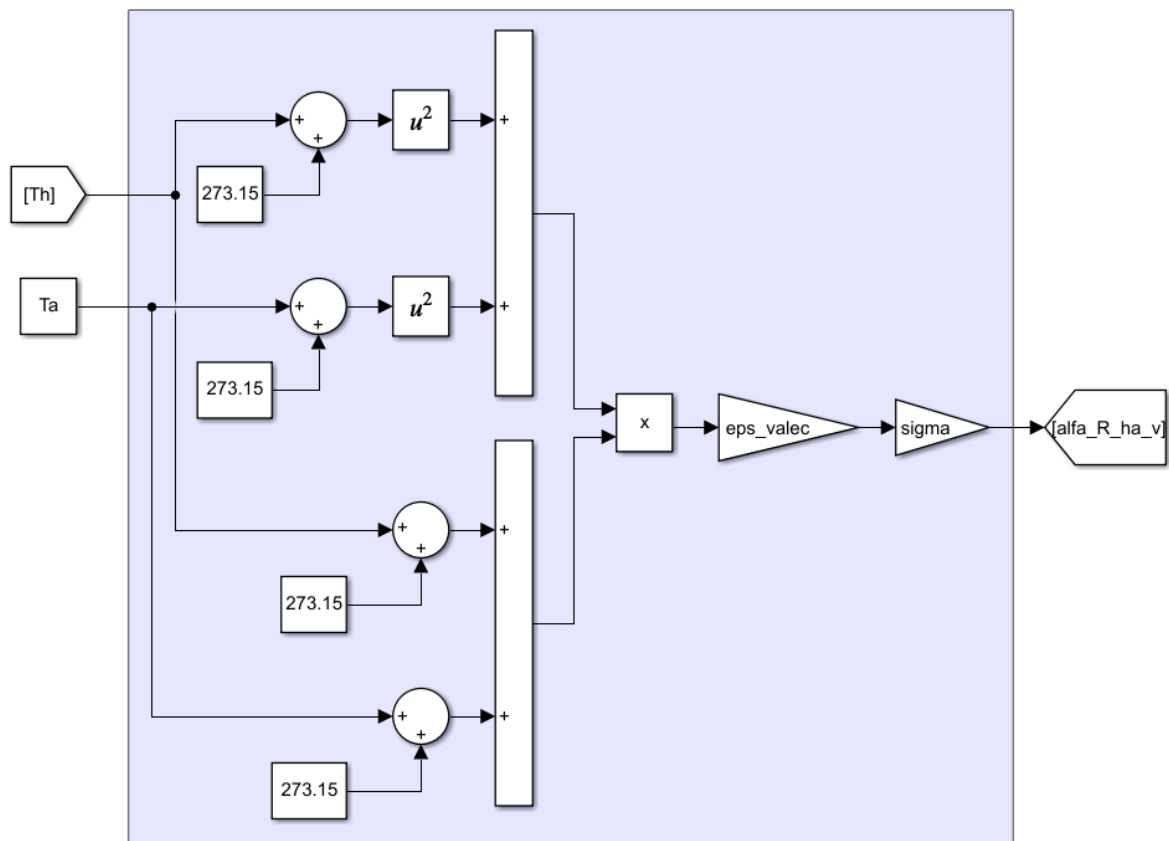 +
+
u²
+
[Th]
273.15
Ta
+
+
u²
+
273.15
x
eps_valec
sigma
[alfa_R_ha_v]
+
+
+
273.15
+
+
+
273.15